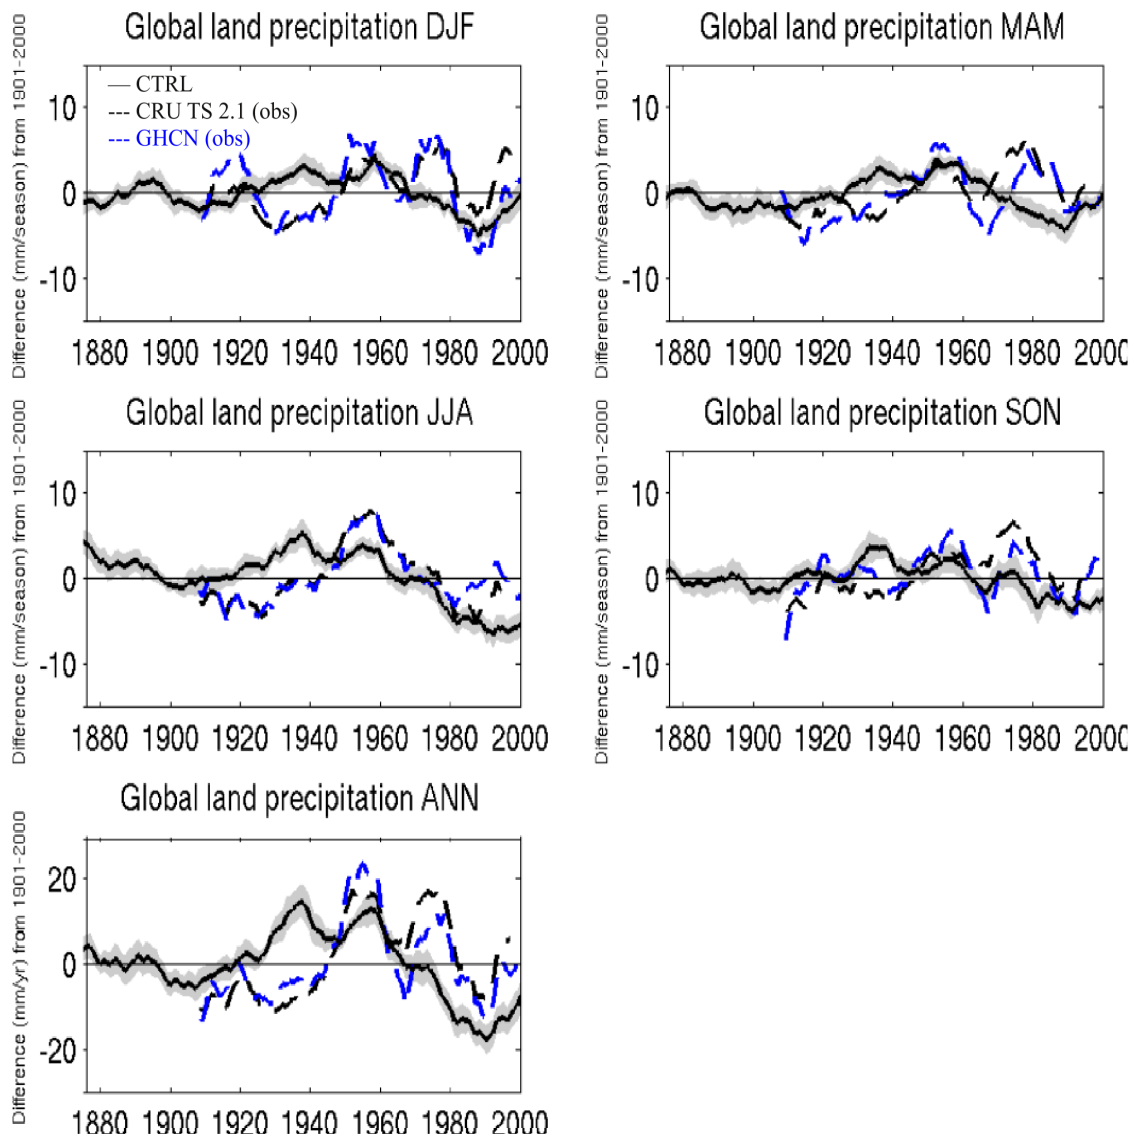 Global land precipitation DJF
Difference (mm/season) from 1901-2000
10
0
-10
— CTRL
--- CRU TS 2.1 (obs)
--- GHCN (obs)
1880 1900 1920 1940 1960 1980 2000
Global land precipitation MAM
Difference (mm/season) from 1901-2000
10
0
-10
1880 1900 1920 1940 1960 1980 200
Global land precipitation JJA
Difference (mm/season) from 1901-2000
10
0
-10
1880 1900 1920 1940 1960 1980 2000
Global land precipitation SON
Difference (mm/season) from 1901-2000
10
0
-10
1880 1900 1920 1940 1960 1980 200
Global land precipitation ANN
Difference (mm/yr) from 1901-2000
20
0
-20
1880 1900 1920 1940 1960 1980 2000